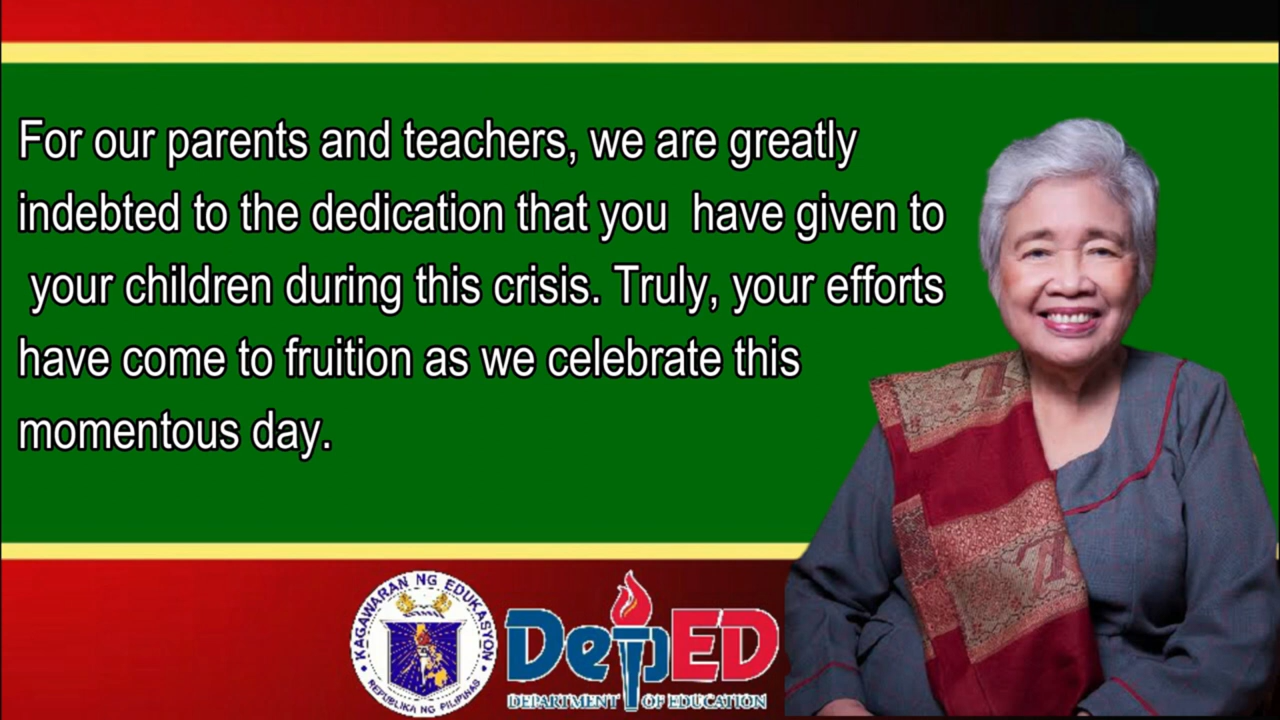 For our parents and teachers, we are greatly
indebted to the dedication that you  have given to
your children during this crisis. Truly, your efforts
have come to fruition as we celebrate this
momentous day.
KAGAWARAN NG EDUKASYON
REPUBLIKA NG PILIPINAS
DepED
DEPARTMENT OF EDUCATION